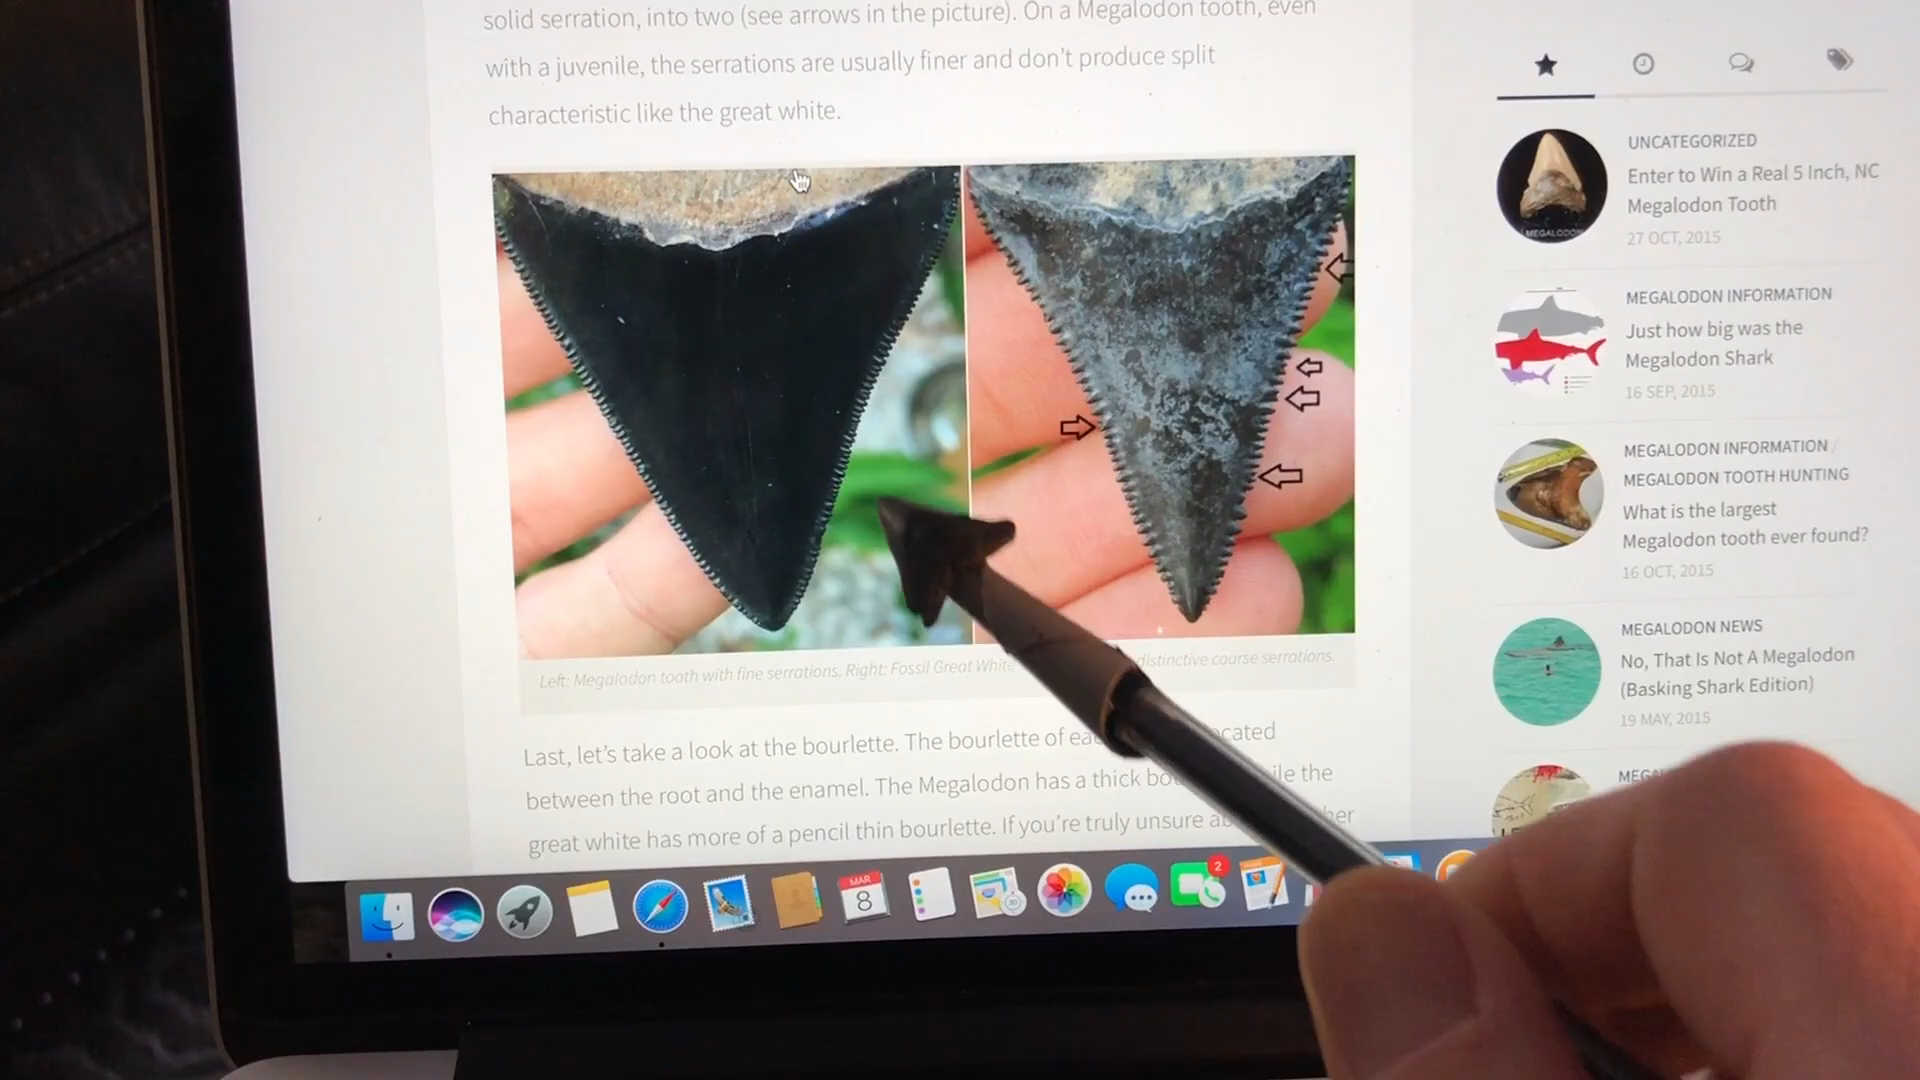 solid serration, into two (see arrows in the picture). On a Megalodon tooth, even
with a juvenile, the serrations are usually finer and don't produce split
characteristic like the great white.
Left: Megalodon tooth with fine serrations. Right: Fossil Great White distinctive course serrations.
Last, let's take a look at the bourlette. The bourlette of located
between the root and the enamel. The Megalodon has a thick while the
great white has more of a pencil thin bourlette. If you're truly unsure
UNCATEGORIZED
Enter to Win a Real 5 Inch, NC
Megalodon Tooth
27 OCT, 2015
MEGALODON
MEGALODON INFORMATION
Just how big was the
Megalodon Shark
16 SEP, 2015
MEGALODON INFORMATION /
MEGALODON TOOTH HUNTING
What is the largest
Megalodon tooth ever found?
16 OCT, 2015
MEGALODON NEWS
No, That Is Not A Megalodon
(Basking Shark Edition)
19 MAY, 2015
MAR
8
2